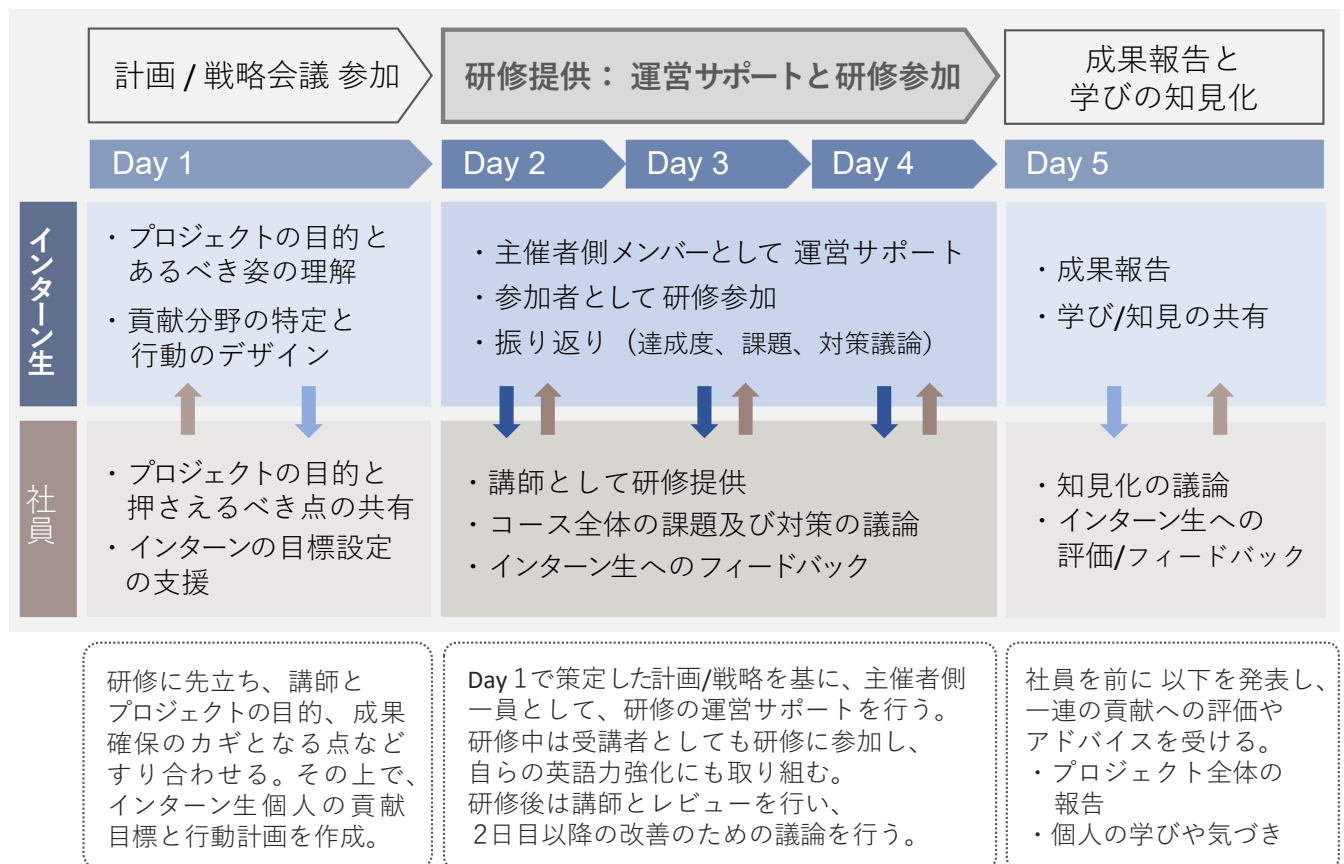 計画 / 戦略会議 参加
研修提供： 運営サポートと研修参加
成果報告と
学びの知見化
Day 1
Day 2
Day 3
Day 4
Day 5
インターン生
・プロジェクトの目的と
あるべき姿の理解
・貢献分野の特定と
行動のデザイン
・主催者側メンバーとして 運営サポート
・参加者として 研修参加
・振り返り（達成度、課題、対策議論）
・成果報告
・学び/知見の共有
社員
・プロジェクトの目的と
押さえるべき点の共有
・インターンの目標設定
の支援
・講師として研修提供
・コース全体の課題及び対策の議論
・インターン生へのフィードバック
・知見化の議論
・インターン生への
評価/フィードバック
研修に先立ち、講師と
プロジェクトの目的、成果
確保のカギとなる点など
すり合わせる。その上で、
インターン生個人の貢献
目標と行動計画を作成。
Day 1で策定した計画/戦略を基に、主催者側
一員として、研修の運営サポートを行う。
研修中は受講者としても研修に参加し、
自らの英語力強化にも取り組む。
研修後は講師とレビューを行い、
2日目以降の改善のための議論を行う。
社員を前に 以下を発表し、
一連の貢献への評価や
アドバイスを受ける。
・プロジェクト全体の
報告
・個人の学びや気づき